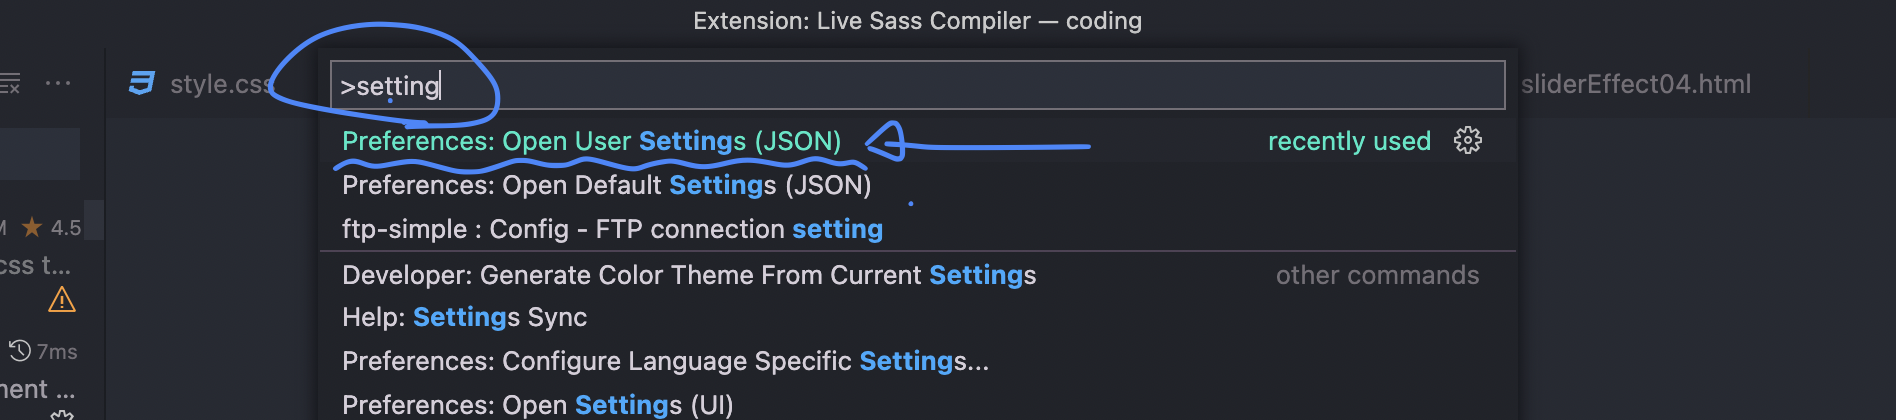 Extension: Live Sass Compiler — coding
style.css
sliderEffect04.html
>setting
Preferences: Open User Settings (JSON)
recently used
Preferences: Open Default Settings (JSON)
4.5
ftp-simple : Config - FTP connection setting
css t...
Developer: Generate Color Theme From Current Settings
other commands
Help: Settings Sync
7ms
Preferences: Configure Language Specific Settings...
nent ...
Preferences: Open Settings (UI)